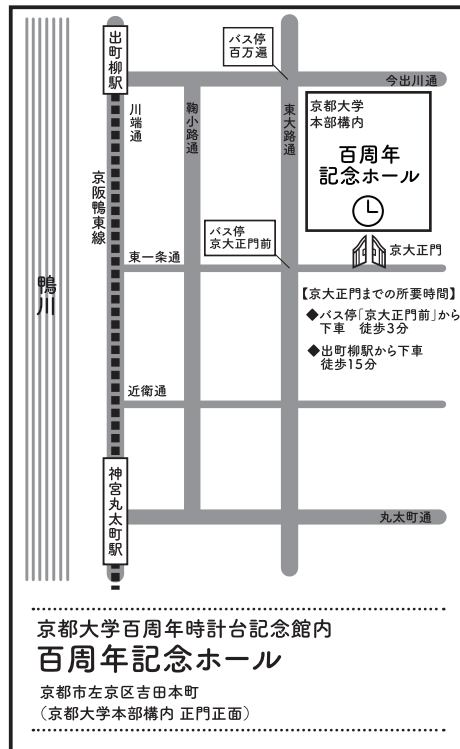 出町柳駅
バス停
百万遍
今出川通
川端通
鞠小路通
東大路通
京都大学
本部構内
百周年
記念ホール
京阪鴨東線
バス停
京大正門前
京大正門
東一条通
鴨川
【京大正門までの所要時間】
◆バス停「京大正門前」から
下車 徒歩3分
◆出町柳駅から下車
徒歩15分
近衛通
神宮丸太町駅
丸太町通
京都大学百周年時計台記念館内
百周年記念ホール
京都市左京区吉田本町
（京都大学本部構内 正門正面）